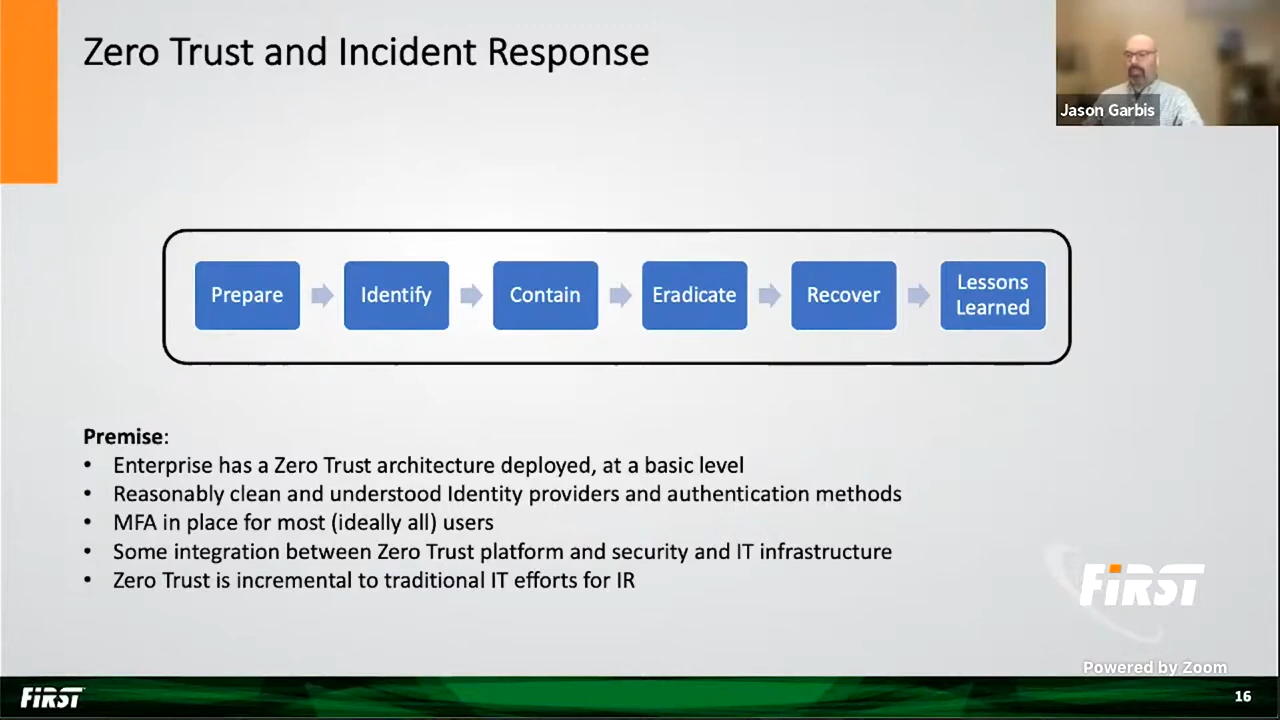 Zero Trust and Incident Response
Jason Garbis
Prepare
Identify
Contain
Eradicate
Recover
Lessons
Learned
Premise:
• Enterprise has a Zero Trust architecture deployed, at a basic level
• Reasonably clean and understood Identity providers and authentication methods
• MFA in place for most (ideally all) users
• Some integration between Zero Trust platform and security and IT infrastructure
• Zero Trust is incremental to traditional IT efforts for IR
FiRST
Powered by Zoom
FiRST
16